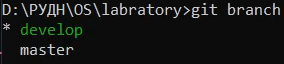 D:\РУДН\OS\labratory>git branch
* develop
  master